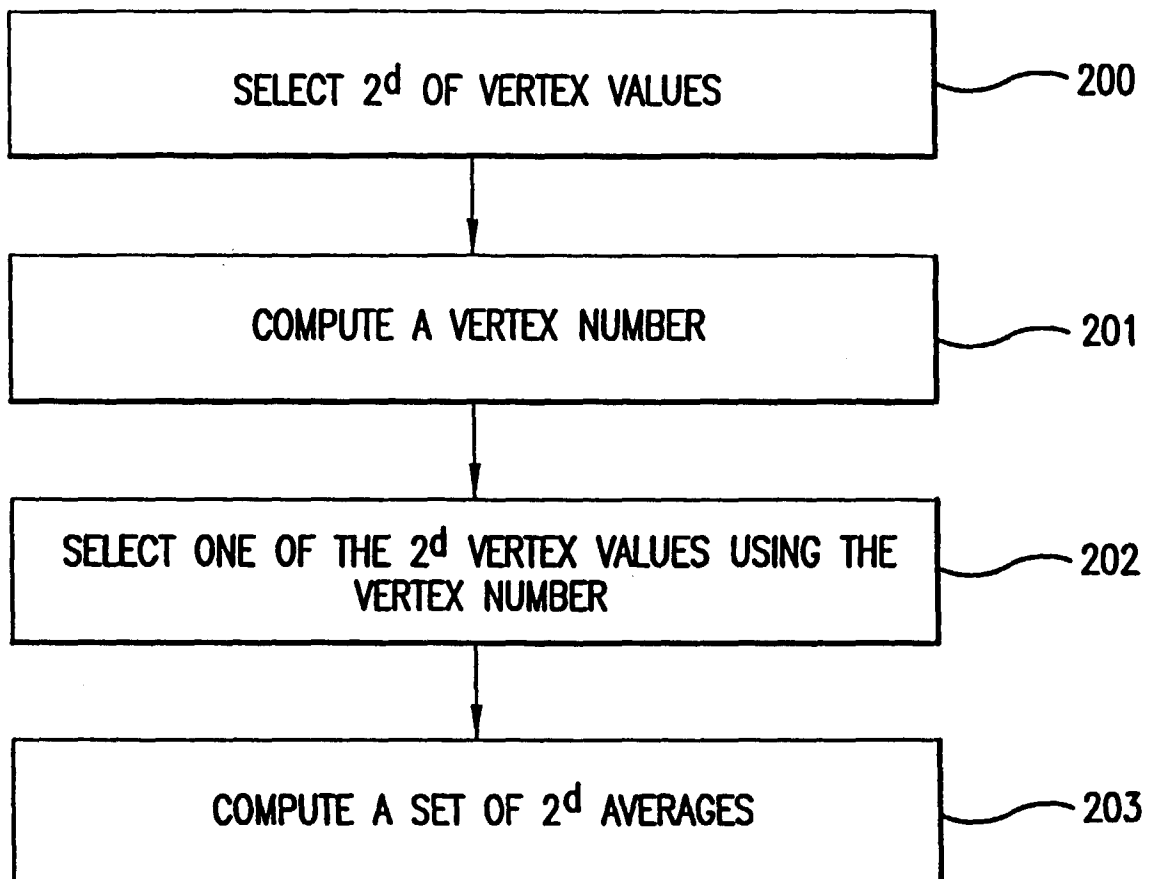 SELECT 2ᵈ OF VERTEX VALUES
200
COMPUTE A VERTEX NUMBER
201
SELECT ONE OF THE 2ᵈ VERTEX VALUES USING THE
VERTEX NUMBER
202
COMPUTE A SET OF 2ᵈ AVERAGES
203